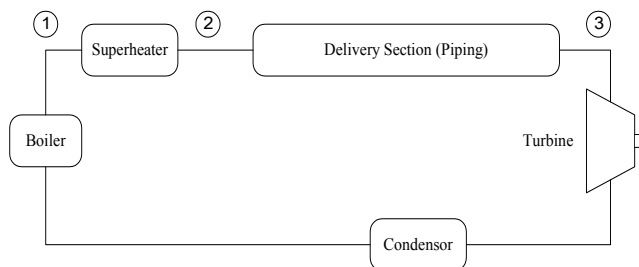 1
2
3
Superheater
Delivery Section (Piping)
Boiler
Turbine
Condensor